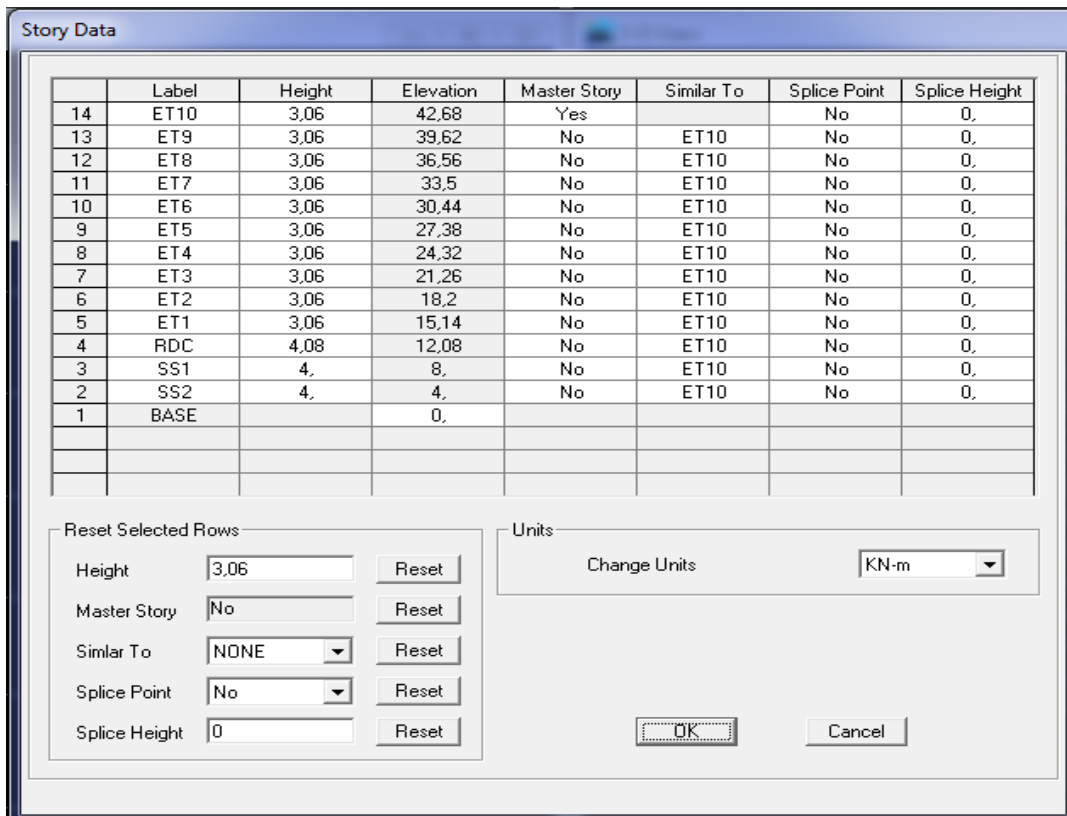 Story Data
Label Height Elevation Master Story Similar To Splice Point Splice Height
14 ET10 3,06 42,68 Yes No 0,
13 ET9 3,06 39,62 No ET10 No 0,
12 ET8 3,06 36,56 No ET10 No 0,
11 ET7 3,06 33,5 No ET10 No 0,
10 ET6 3,06 30,44 No ET10 No 0,
9 ET5 3,06 27,38 No ET10 No 0,
8 ET4 3,06 24,32 No ET10 No 0,
7 ET3 3,06 21,26 No ET10 No 0,
6 ET2 3,06 18,2 No ET10 No 0,
5 ET1 3,06 15,14 No ET10 No 0,
4 RDC 4,08 12,08 No ET10 No 0,
3 SS1 4, 8, No ET10 No 0,
2 SS2 4, 4, No ET10 No 0,
1 BASE 0,
Reset Selected Rows
Height 3,06 Reset
Master Story No Reset
Simlar To NONE Reset
Splice Point No Reset
Splice Height 0 Reset
Units
Change Units KN-m
OK Cancel